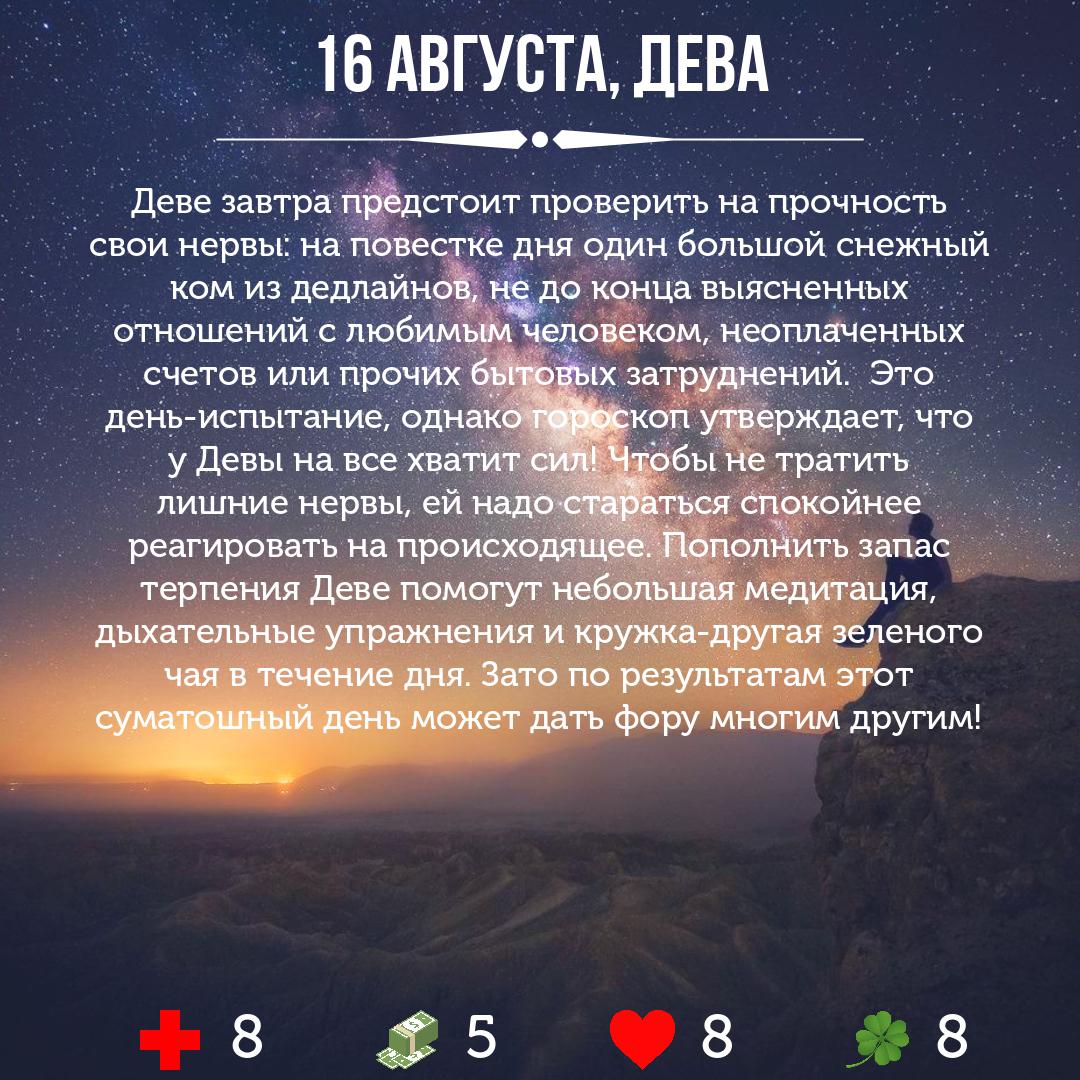 16 АВГУСТА, ДЕВА
Деве завтра предстоит проверить на прочность
свои нервы: на повестке дня один большой снежный
ком из дедлайнов, не до конца выясненных
отношений с любимым человеком, неоплаченных
счетов или прочих бытовых затруднений.  Это
день-испытание, однако гороскоп утверждает, что
у Девы на все хватит сил! Чтобы не тратить
лишние нервы, ей надо стараться спокойнее
реагировать на происходящее. Пополнить запас
терпения Деве помогут небольшая медитация,
дыхательные упражнения и кружка-другая зеленого
чая в течение дня. Зато по результатам этот
суматошный день может дать фору многим другим!
8 5 8 8